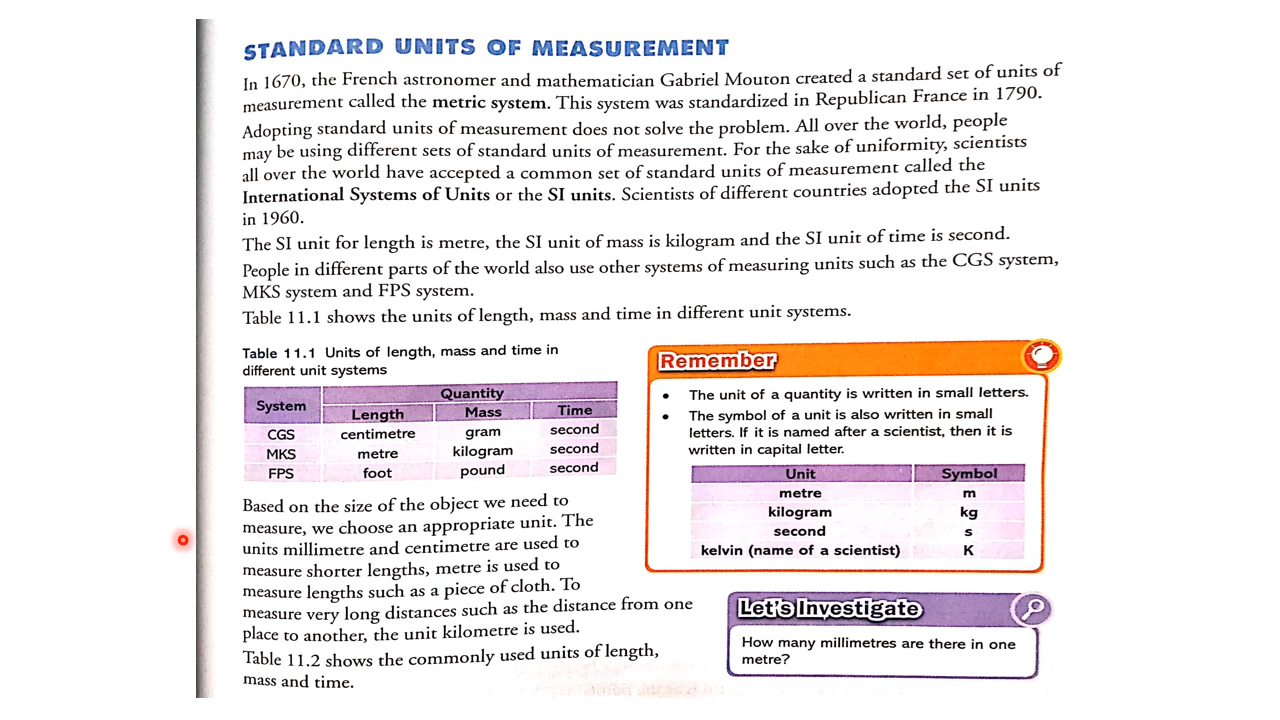 STANDARD UNITS OF MEASUREMENT
In 1670, the French astronomer and mathematician Gabriel Mouton created a standard set of units of
measurement called the metric system. This system was standardized in Republican France in 1790.
Adopting standard units of measurement does not solve the problem. All over the world, people
may be using different sets of standard units of measurement. For the sake of uniformity, scientists
all over the world have accepted a common set of standard units of measurement called the
International Systems of Units or the SI units. Scientists of different countries adopted the SI units
in 1960.
The SI unit for length is metre, the SI unit of mass is kilogram and the SI unit of time is second.
People in different parts of the world also use other systems of measuring units such as the CGS system,
MKS system and FPS system.
Table 11.1 shows the units of length, mass and time in different unit systems.
Table 11.1 Units of length, mass and time in
different unit systems
System Quantity
Length Mass Time
CGS centimetre gram second
MKS metre kilogram second
FPS foot pound second
Based on the size of the object we need to
measure, we choose an appropriate unit. The
units millimetre and centimetre are used to
measure shorter lengths, metre is used to
measure lengths such as a piece of cloth. To
measure very long distances such as the distance from one
place to another, the unit kilometre is used.
Table 11.2 shows the commonly used units of length,
mass and time.
Remember
• The unit of a quantity is written in small letters.
• The symbol of a unit is also written in small
letters. If it is named after a scientist, then it is
written in capital letter.
Unit Symbol
metre m
kilogram kg
second s
kelvin (name of a scientist) K
Let's Investigate
How many millimetres are there in one
metre?